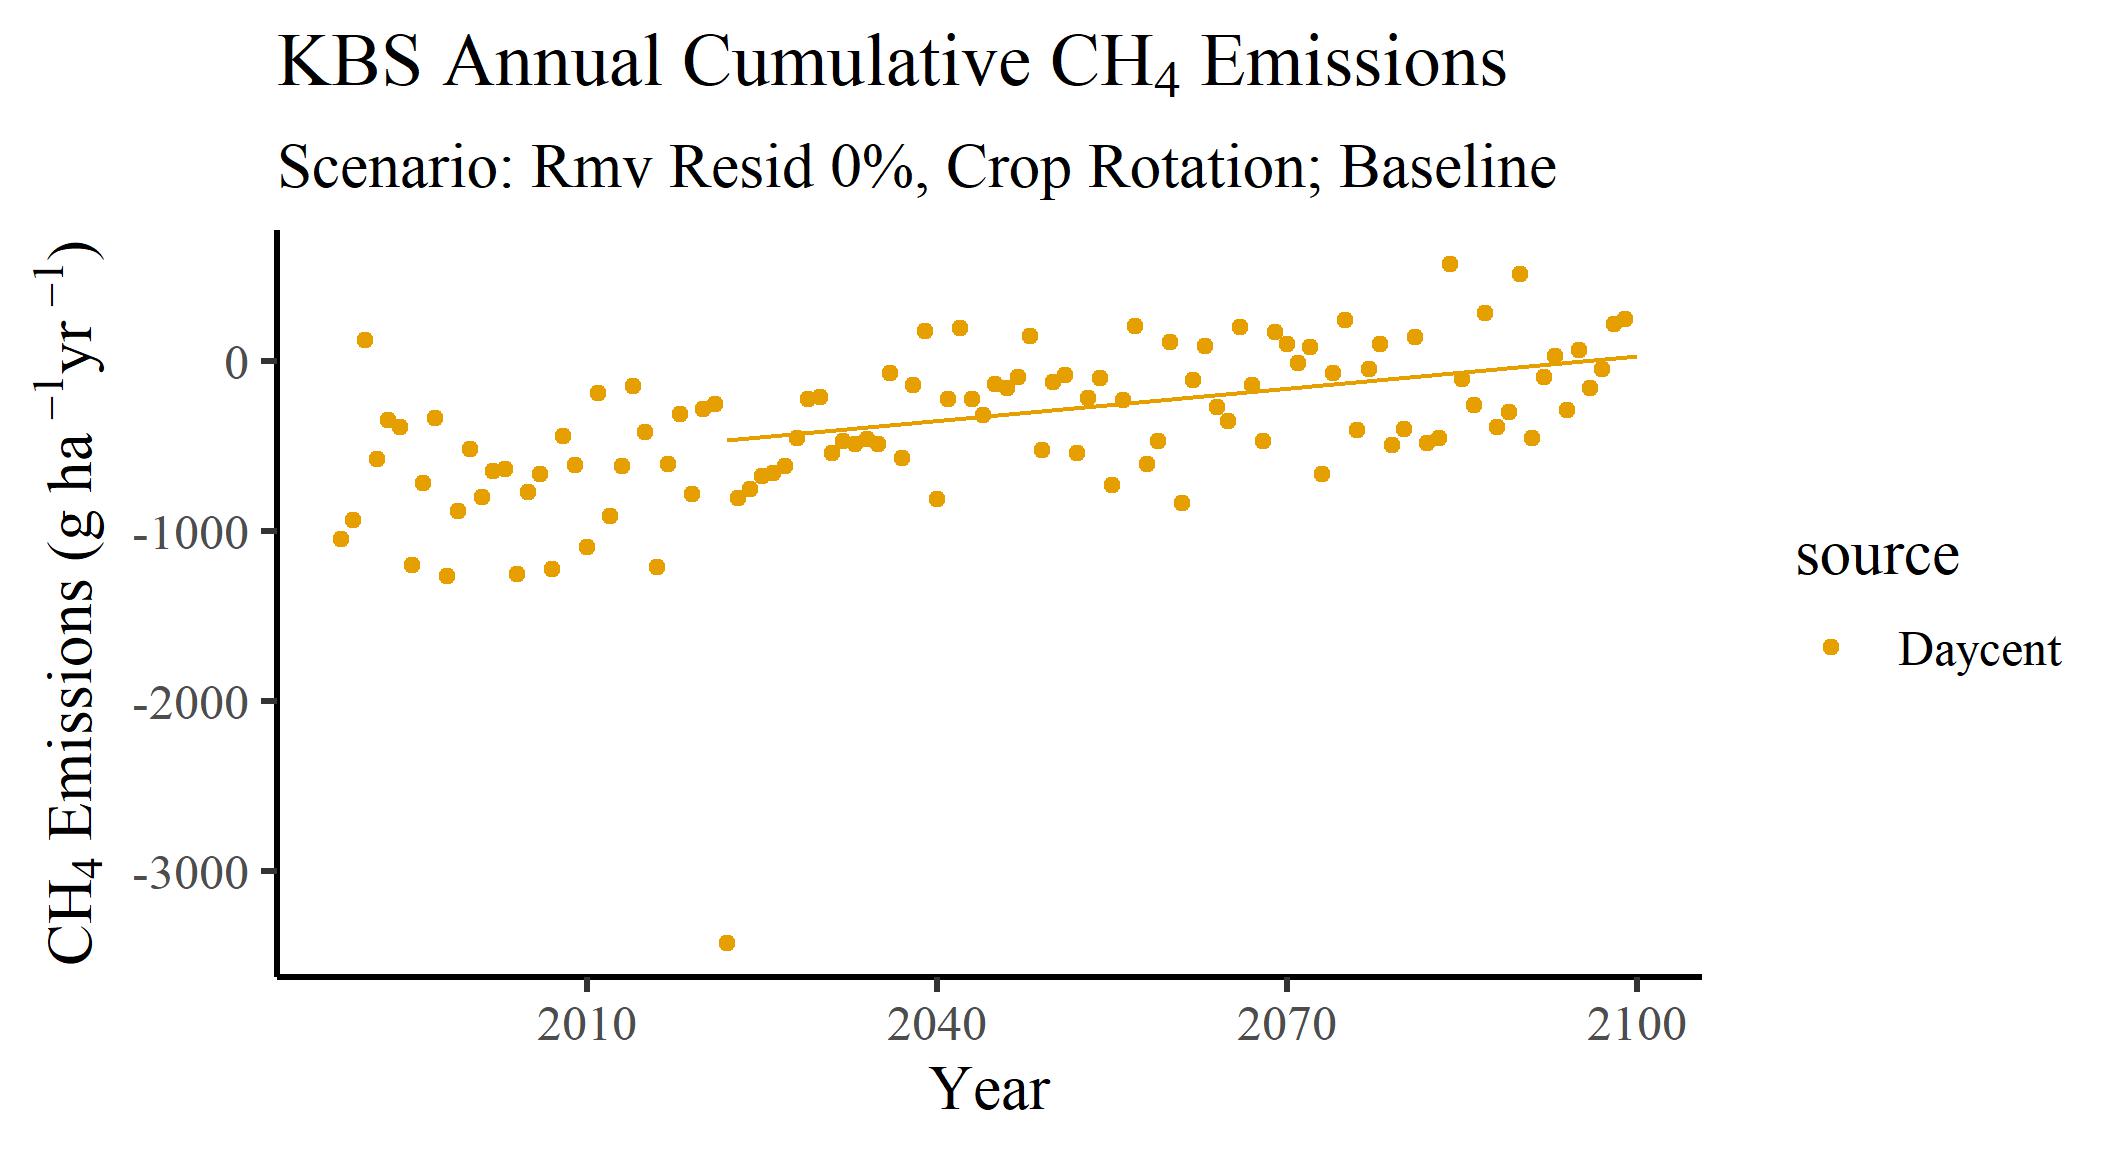 KBS Annual Cumulative CH₄ Emissions
Scenario: Rmv Resid 0%, Crop Rotation; Baseline
CH₄ Emissions (g ha ⁻¹yr ⁻¹)
0
-1000
-2000
-3000
2010 2040 2070 2100
Year
source
Daycent